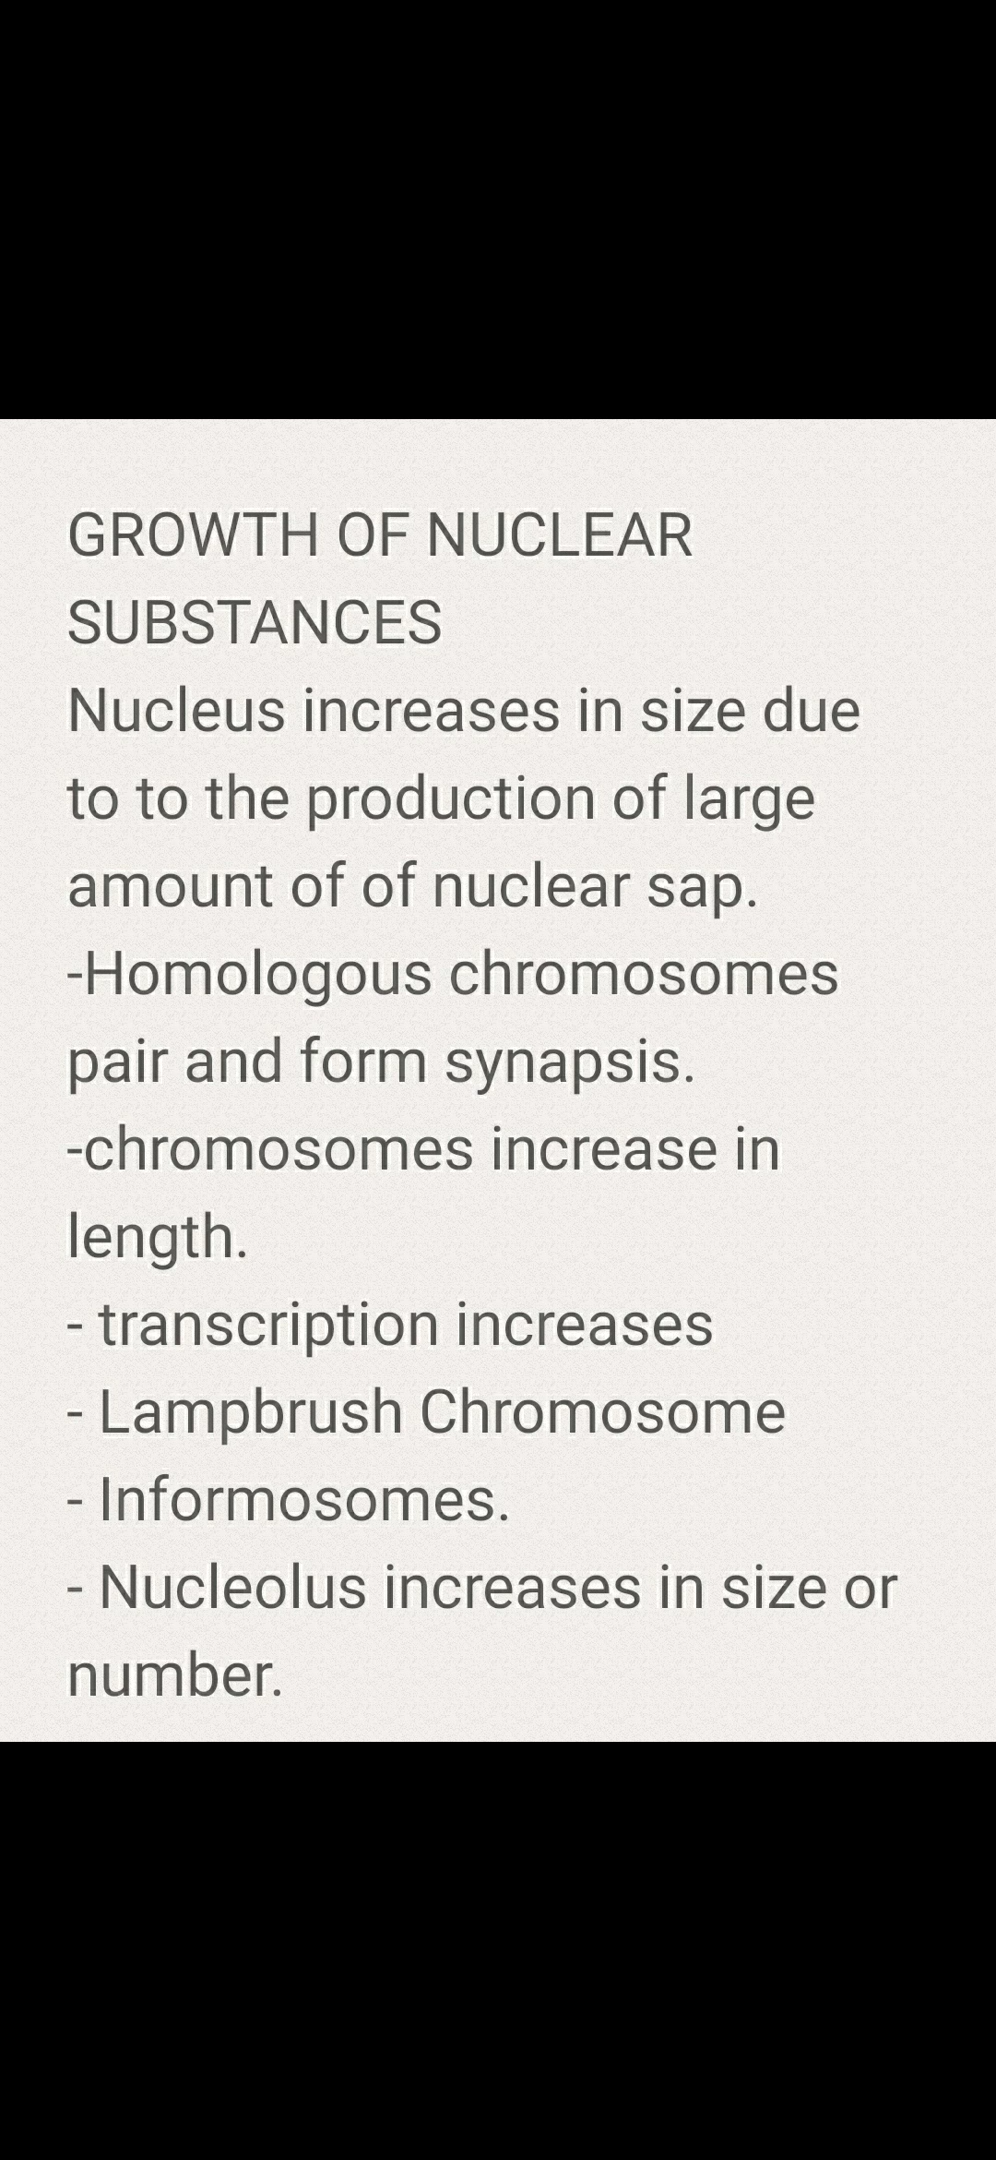 GROWTH OF NUCLEAR
SUBSTANCES
Nucleus increases in size due
to to the production of large
amount of of nuclear sap.
-Homologous chromosomes
pair and form synapsis.
-chromosomes increase in
length.
- transcription increases
- Lampbrush Chromosome
- Informosomes.
- Nucleolus increases in size or
number.